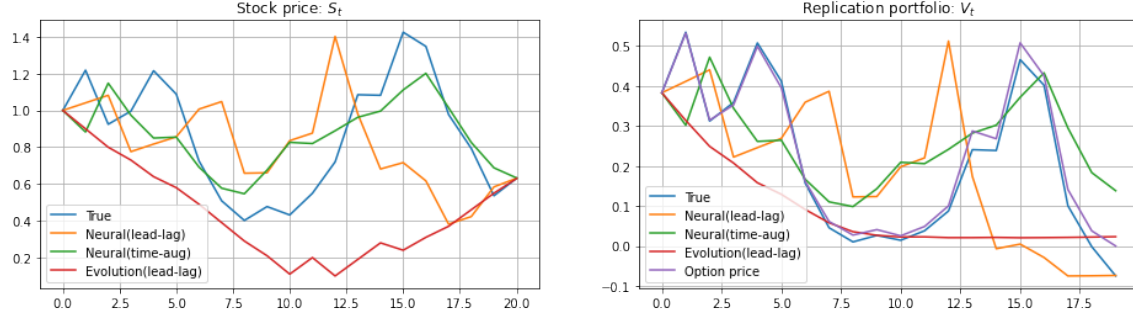 Stock price: S_t
1.4
1.2
1.0
0.8
0.6
0.4
0.2
0.0
2.5
5.0
7.5
10.0
12.5
15.0
17.5
20.0
True
Neural(lead-lag)
Neural(time-aug)
Evolution(lead-lag)
Replication portfolio: V_t
0.5
0.4
0.3
0.2
0.1
0.0
−0.1
0.0
2.5
5.0
7.5
10.0
12.5
15.0
17.5
True
Neural(lead-lag)
Neural(time-aug)
Evolution(lead-lag)
Option price